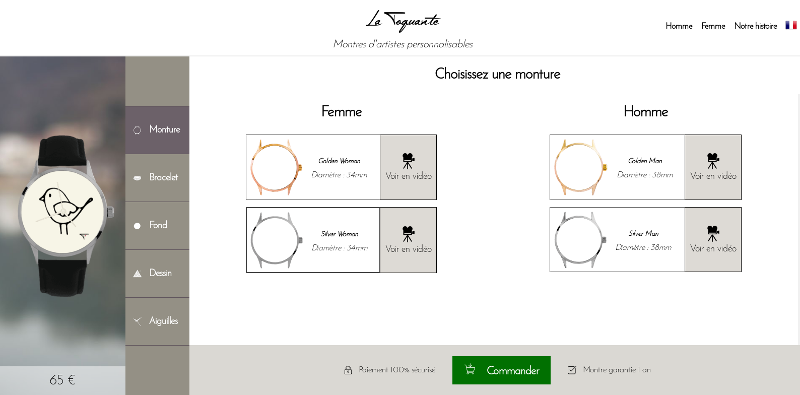 La Toquante
Montres d'artistes personnalisables
Homme Femme Notre histoire
Choisissez une monture
Monture
Bracelet
Fond
Dessin
Aiguilles
65 €
Femme
Golden Woman
Diamètre : 34mm
Voir en vidéo
Silver Woman
Diamètre : 34mm
Voir en vidéo
Homme
Golden Man
Diamètre : 38mm
Voir en vidéo
Silver Man
Diamètre : 38mm
Voir en vidéo
Paiement 100% sécurisé
Commander
Montre garantie 1 an